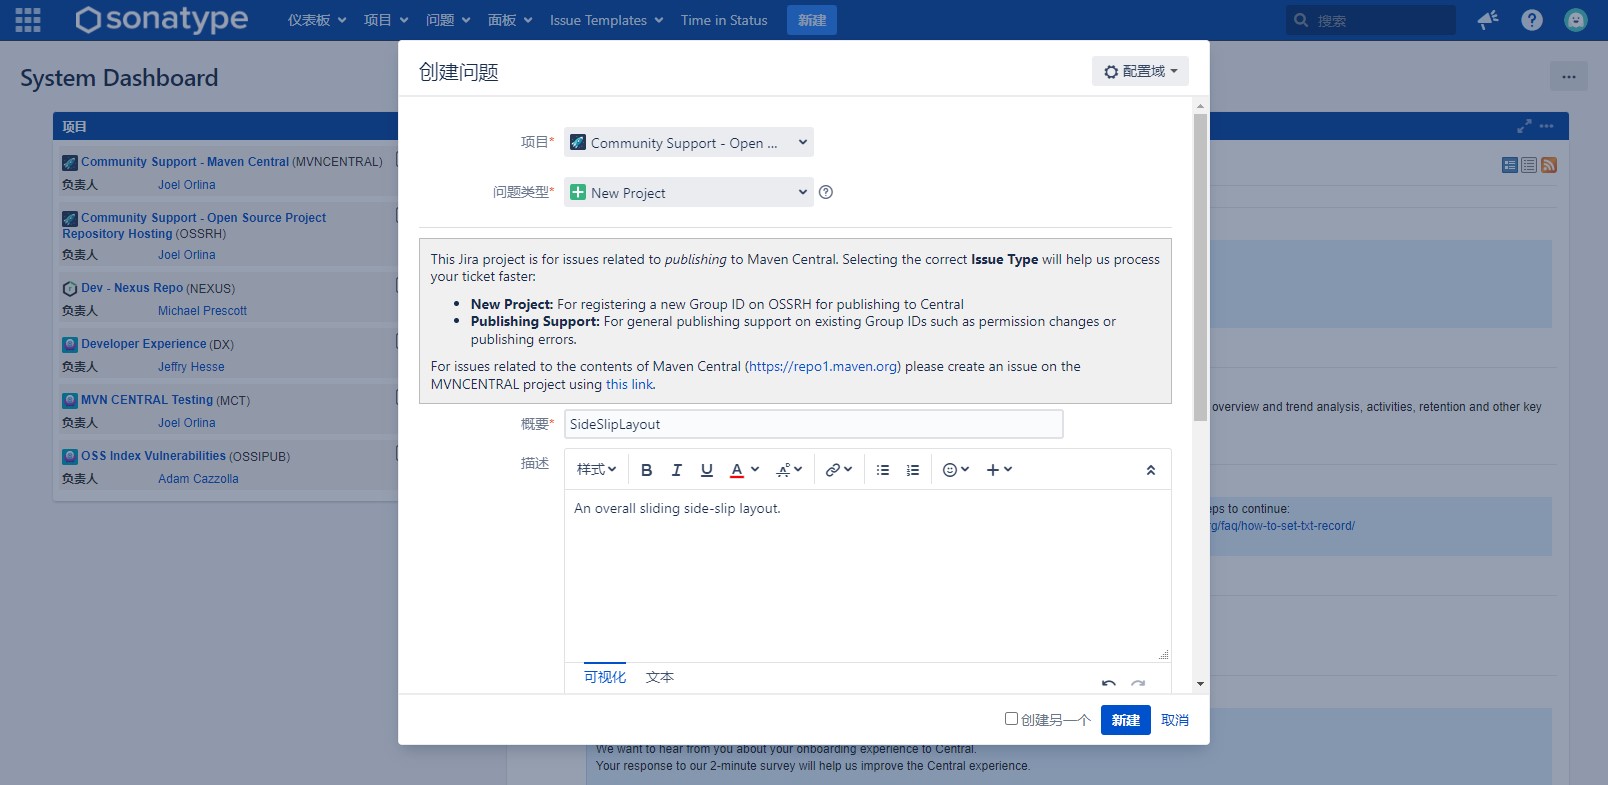 sonatype
仪表板 项目 问题 面板 Issue Templates Time in Status 新建 搜索
System Dashboard
项目
Community Support - Maven Central (MVNCENTRAL)
负责人 Joel Orlina
Community Support - Open Source Project
Repository Hosting (OSSRH)
负责人 Joel Orlina
Dev - Nexus Repo (NEXUS)
负责人 Michael Prescott
Developer Experience (DX)
负责人 Jeffry Hesse
MVN CENTRAL Testing (MCT)
负责人 Joel Orlina
OSS Index Vulnerabilities (OSSIPUB)
负责人 Adam Cazzolla
创建问题 配置域
项目* Community Support - Open ...
问题类型* New Project
This Jira project is for issues related to publishing to Maven Central. Selecting the correct Issue Type will help us process
your ticket faster:
• New Project: For registering a new Group ID on OSSRH for publishing to Central
• Publishing Support: For general publishing support on existing Group IDs such as permission changes or
publishing errors.
For issues related to the contents of Maven Central (https://repo1.maven.org) please create an issue on the
MVNCENTRAL project using this link.
概要* SideSlipLayout
描述 样式 B I U A
An overall sliding side-slip layout.
可视化 文本
创建另一个 新建 取消
overview and trend analysis, activities, retention and other key
eps to continue:
rg/faq/how-to-set-txt-record/
We want to hear from you about your onboarding experience to Central.
Your response to our 2-minute survey will help us improve the Central experience.